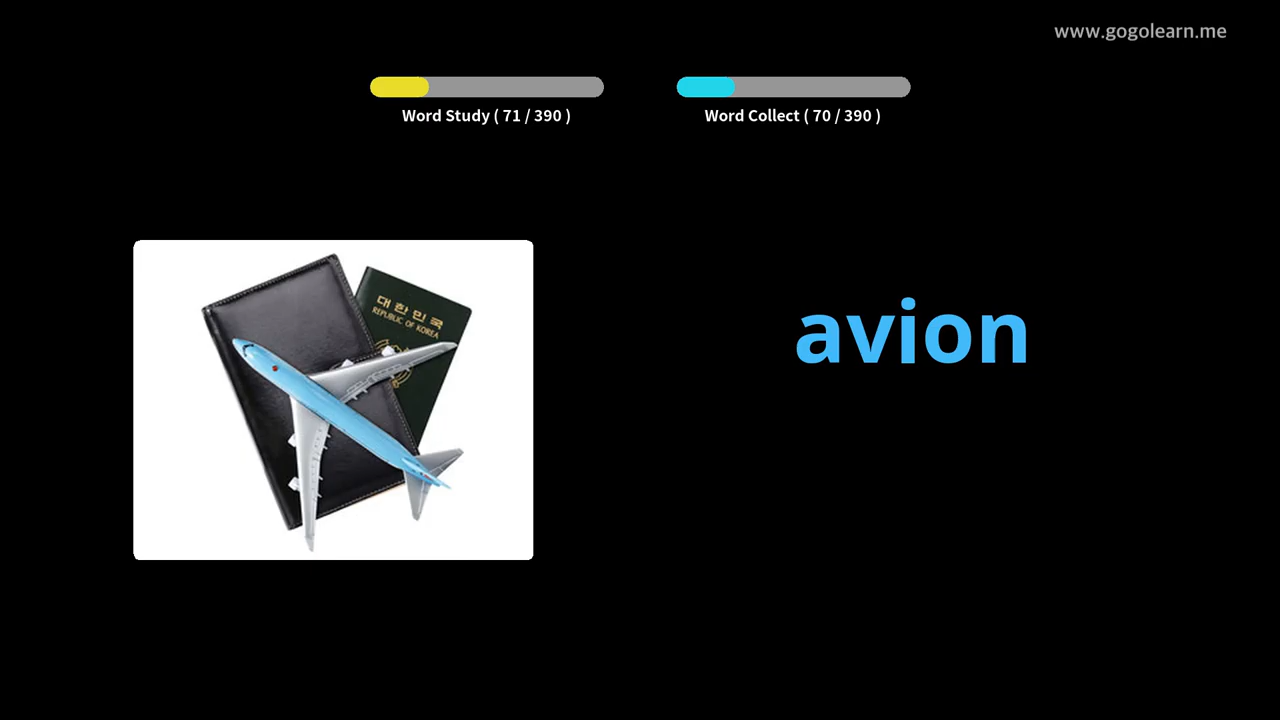 www.gogolearn.me
Word Study ( 71 / 390 )
Word Collect ( 70 / 390 )
대한민국
REPUBLIC OF KOREA
avion